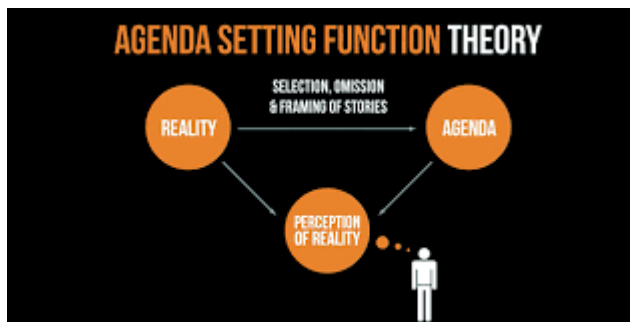 AGENDA SETTING FUNCTION THEORY
SELECTION, OMISSION
& FRAMING OF STORIES
REALITY
AGENDA
PERCEPTION
OF REALITY